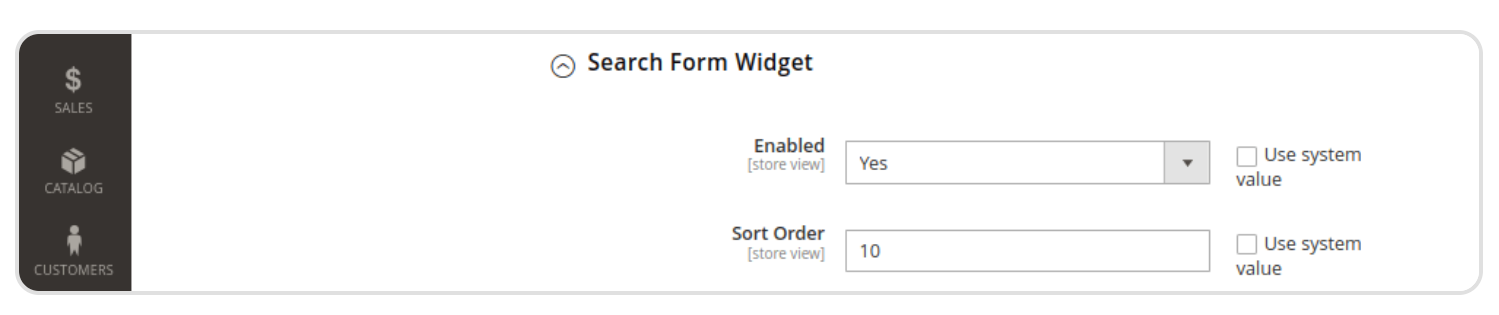 $
SALES
CATALOG
CUSTOMERS
Search Form Widget
Enabled
[store view]
Yes
Use system
value
Sort Order
[store view]
10
Use system
value